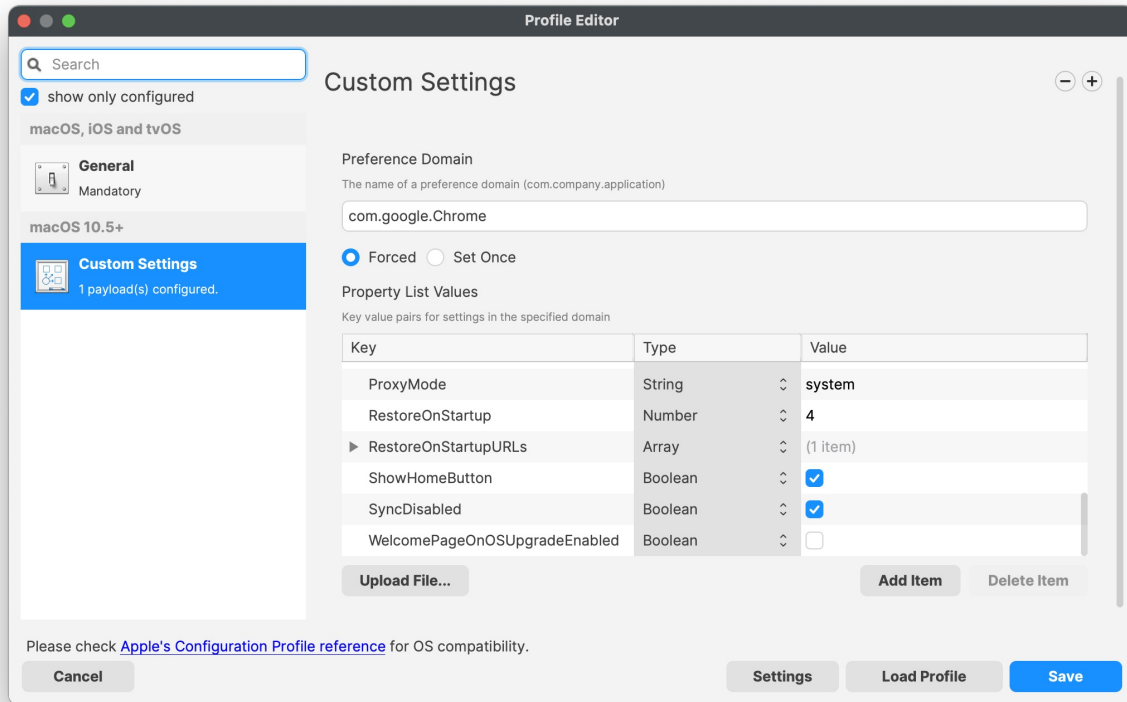 Profile Editor
Search
show only configured
macOS, iOS and tvOS
General
Mandatory
macOS 10.5+
Custom Settings
1 payload(s) configured.
Custom Settings
Preference Domain
The name of a preference domain (com.company.application)
com.google.Chrome
Forced Set Once
Property List Values
Key value pairs for settings in the specified domain
Key Type Value
ProxyMode String system
RestoreOnStartup Number 4
RestoreOnStartupURLs Array (1 item)
ShowHomeButton Boolean
SyncDisabled Boolean
WelcomePageOnOSUpgradeEnabled Boolean
Upload File... Add Item Delete Item
Please check Apple's Configuration Profile reference for OS compatibility.
Cancel Settings Load Profile Save